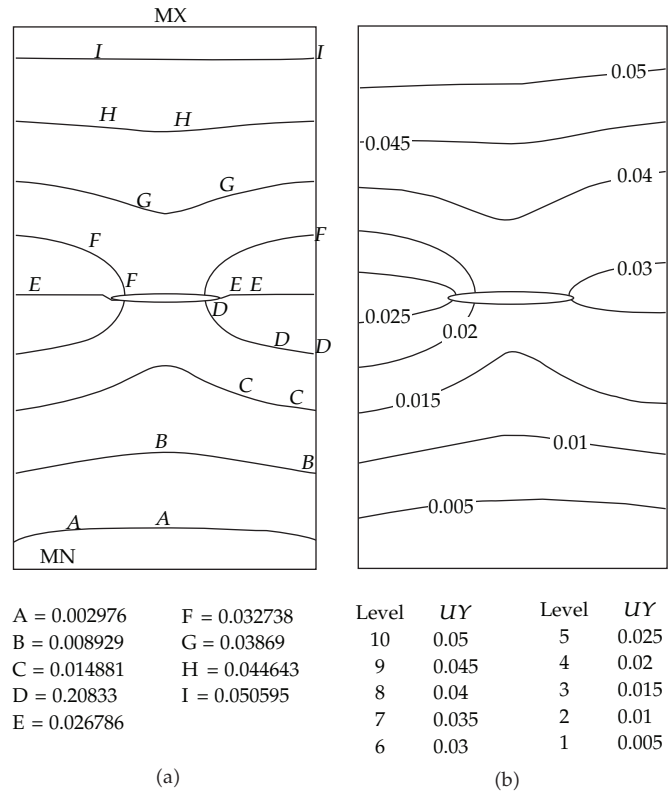 MX
I I
H H
G G
F F
E F E E
D
D D
C C
B B
A A
MN
A = 0.002976
B = 0.008929
C = 0.014881
D = 0.20833
E = 0.026786
F = 0.032738
G = 0.03869
H = 0.044643
I = 0.050595
(a)
0.05
0.045
0.04
0.03
0.025
0.02
0.015
0.01
0.005
Level UY
10 0.05
9 0.045
8 0.04
7 0.035
6 0.03
Level UY
5 0.025
4 0.02
3 0.015
2 0.01
1 0.005
(b)